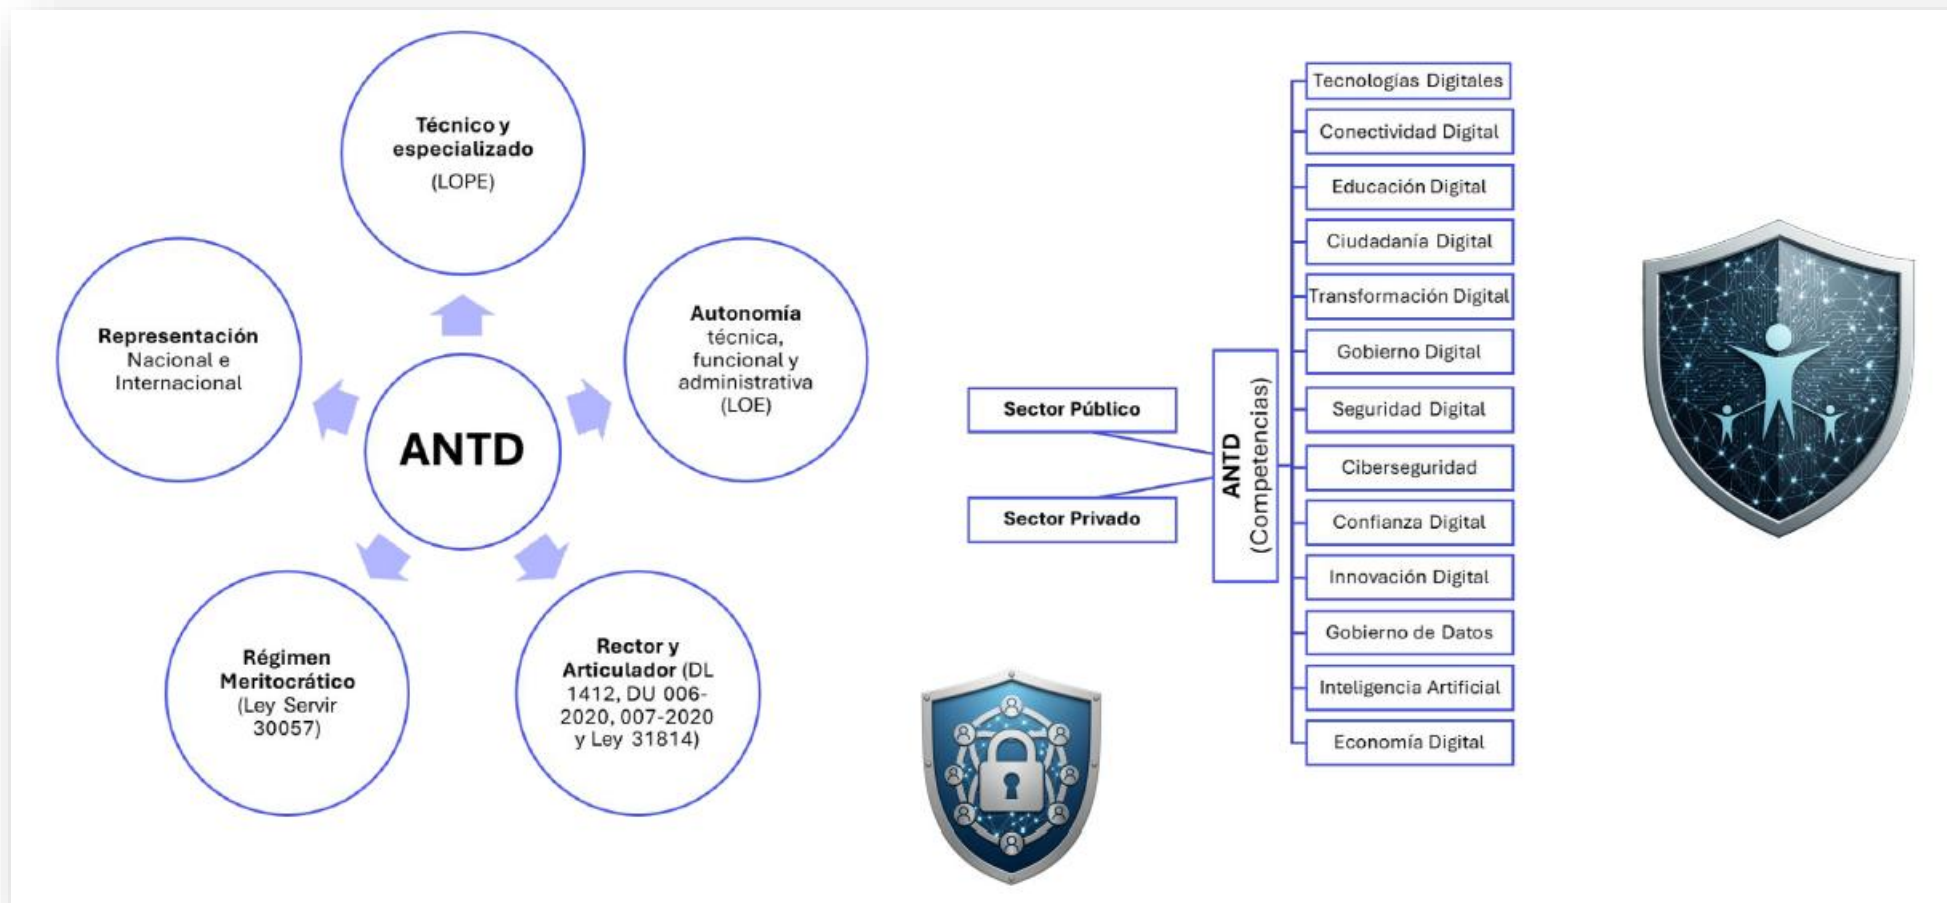 Técnico y
especializado
(LOPE)
Autonomía
técnica,
funcional y
administrativa
(LOE)
Rector y
Articulador (DL
1412, DU 006-
2020, 007-2020
y Ley 31814)
Régimen
Meritocrático
(Ley Servir
30057)
Representación
Nacional e
Internacional
ANTD
Sector Público
Sector Privado
ANTD
(Competencias)
Tecnologías Digitales
Conectividad Digital
Educación Digital
Ciudadanía Digital
Transformación Digital
Gobierno Digital
Seguridad Digital
Ciberseguridad
Confianza Digital
Innovación Digital
Gobierno de Datos
Inteligencia Artificial
Economía Digital